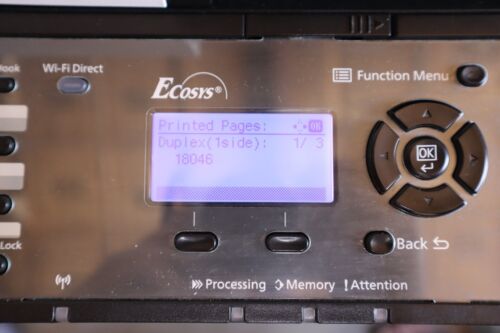 ook
Wi-Fi Direct
ECOSYS®
Function Menu
Printed Pages: OK
Duplex(1side): 1/ 3
18046
OK
Lock
Back
Processing Memory !Attention